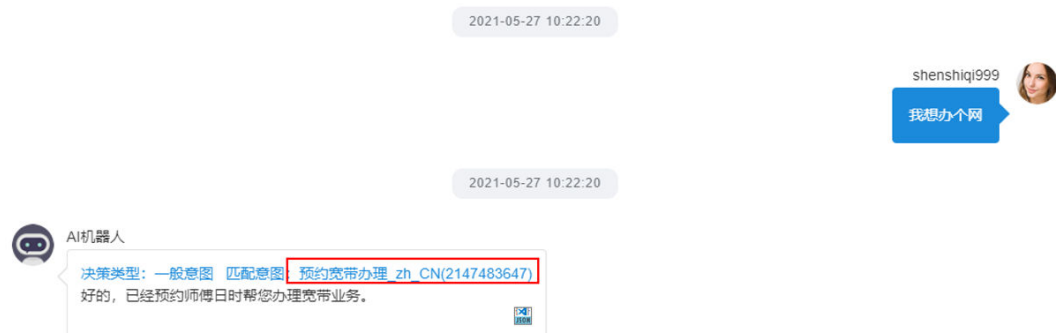 2021-05-27 10:22:20
shenshiqi999
我想办个网
2021-05-27 10:22:20
AI机器人
决策类型：一般意图 匹配意图：预约宽带办理_zh_CN(2147483647)
好的，已经预约师傅日时帮您办理宽带业务。
JSON